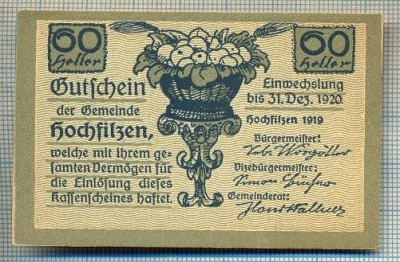 60 Heller
60 Heller
Gutschein
der Gemeinde
Hochfilzen,
welche mit ihrem ge-
samten Vermögen für
die Einlösung dieses
Kassenscheines haftet.
Einwechslung
bis 31. Dez. 1920.
Hochfilzen 1919
Bürgermeister:
Vizebürgermeister:
Simon
Gemeinderat: